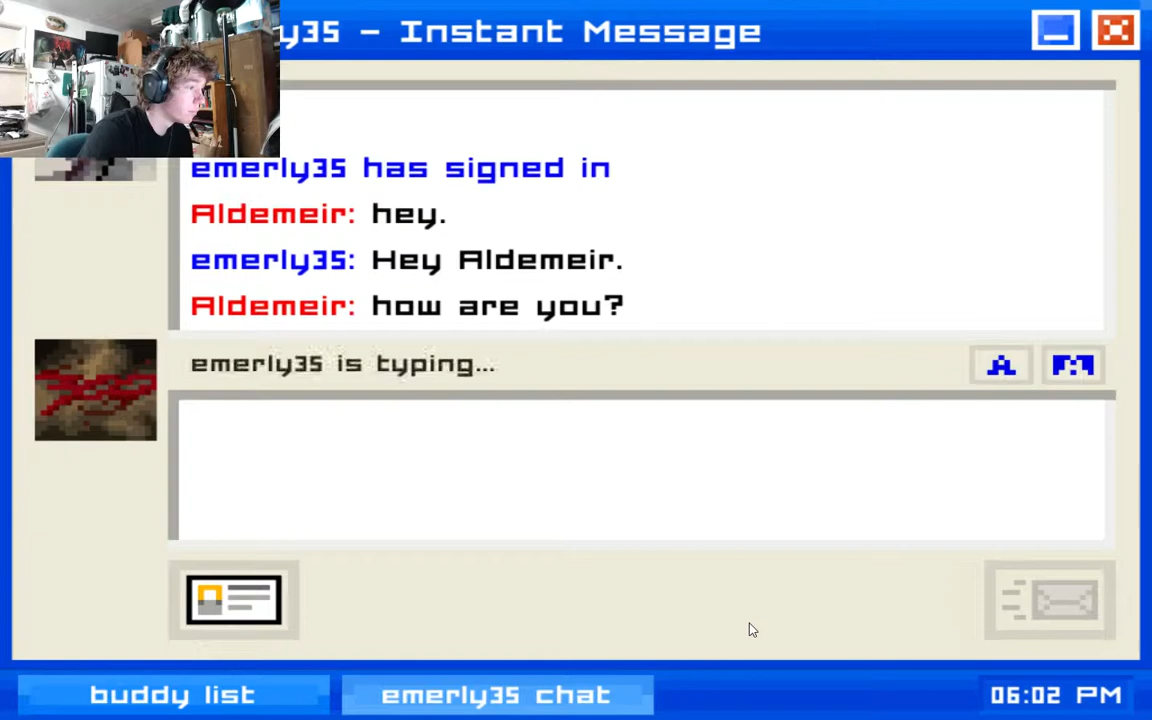 y35 - Instant Message
emerly35 has signed in
Aldemeir: hey.
emerly35: Hey Aldemeir.
Aldemeir: how are you?
emerly35 is typing...
A
buddy list
emerly35 chat
06:02 PM